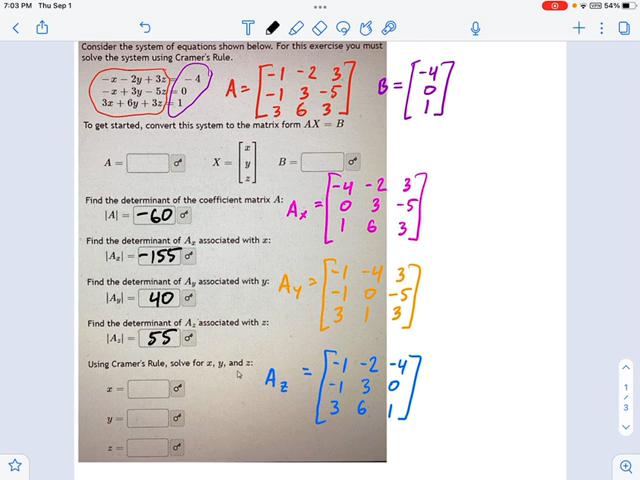 7:03 PM Thu Sep 1
VPN 54%
Consider the system of equations shown below. For this exercise you must
solve the system using Cramer's Rule.
−x − 2y + 3z = − 4
−x + 3y − 5z = 0
3x + 6y + 3z = 1
A = [-1 -2 3
-1 3 -5
3 6 3]
B = [-4
0
1]
To get started, convert this system to the matrix form AX = B
A =
X = [x
y
z]
B =
Find the determinant of the coefficient matrix A:
|A| = -60
Ax = [-4 -2 3
0 3 -5
1 6 3]
Find the determinant of Ax associated with x:
|Ax| = -155
Find the determinant of Ay associated with y:
|Ay| = 40
Ay = [-1 -4 3
-1 0 -5
3 1 3]
Find the determinant of Az associated with z:
|Az| = 55
Using Cramer's Rule, solve for x, y, and z:
Az = [-1 -2 -4
-1 3 0
3 6 1]
x =
y =
z =
1
3